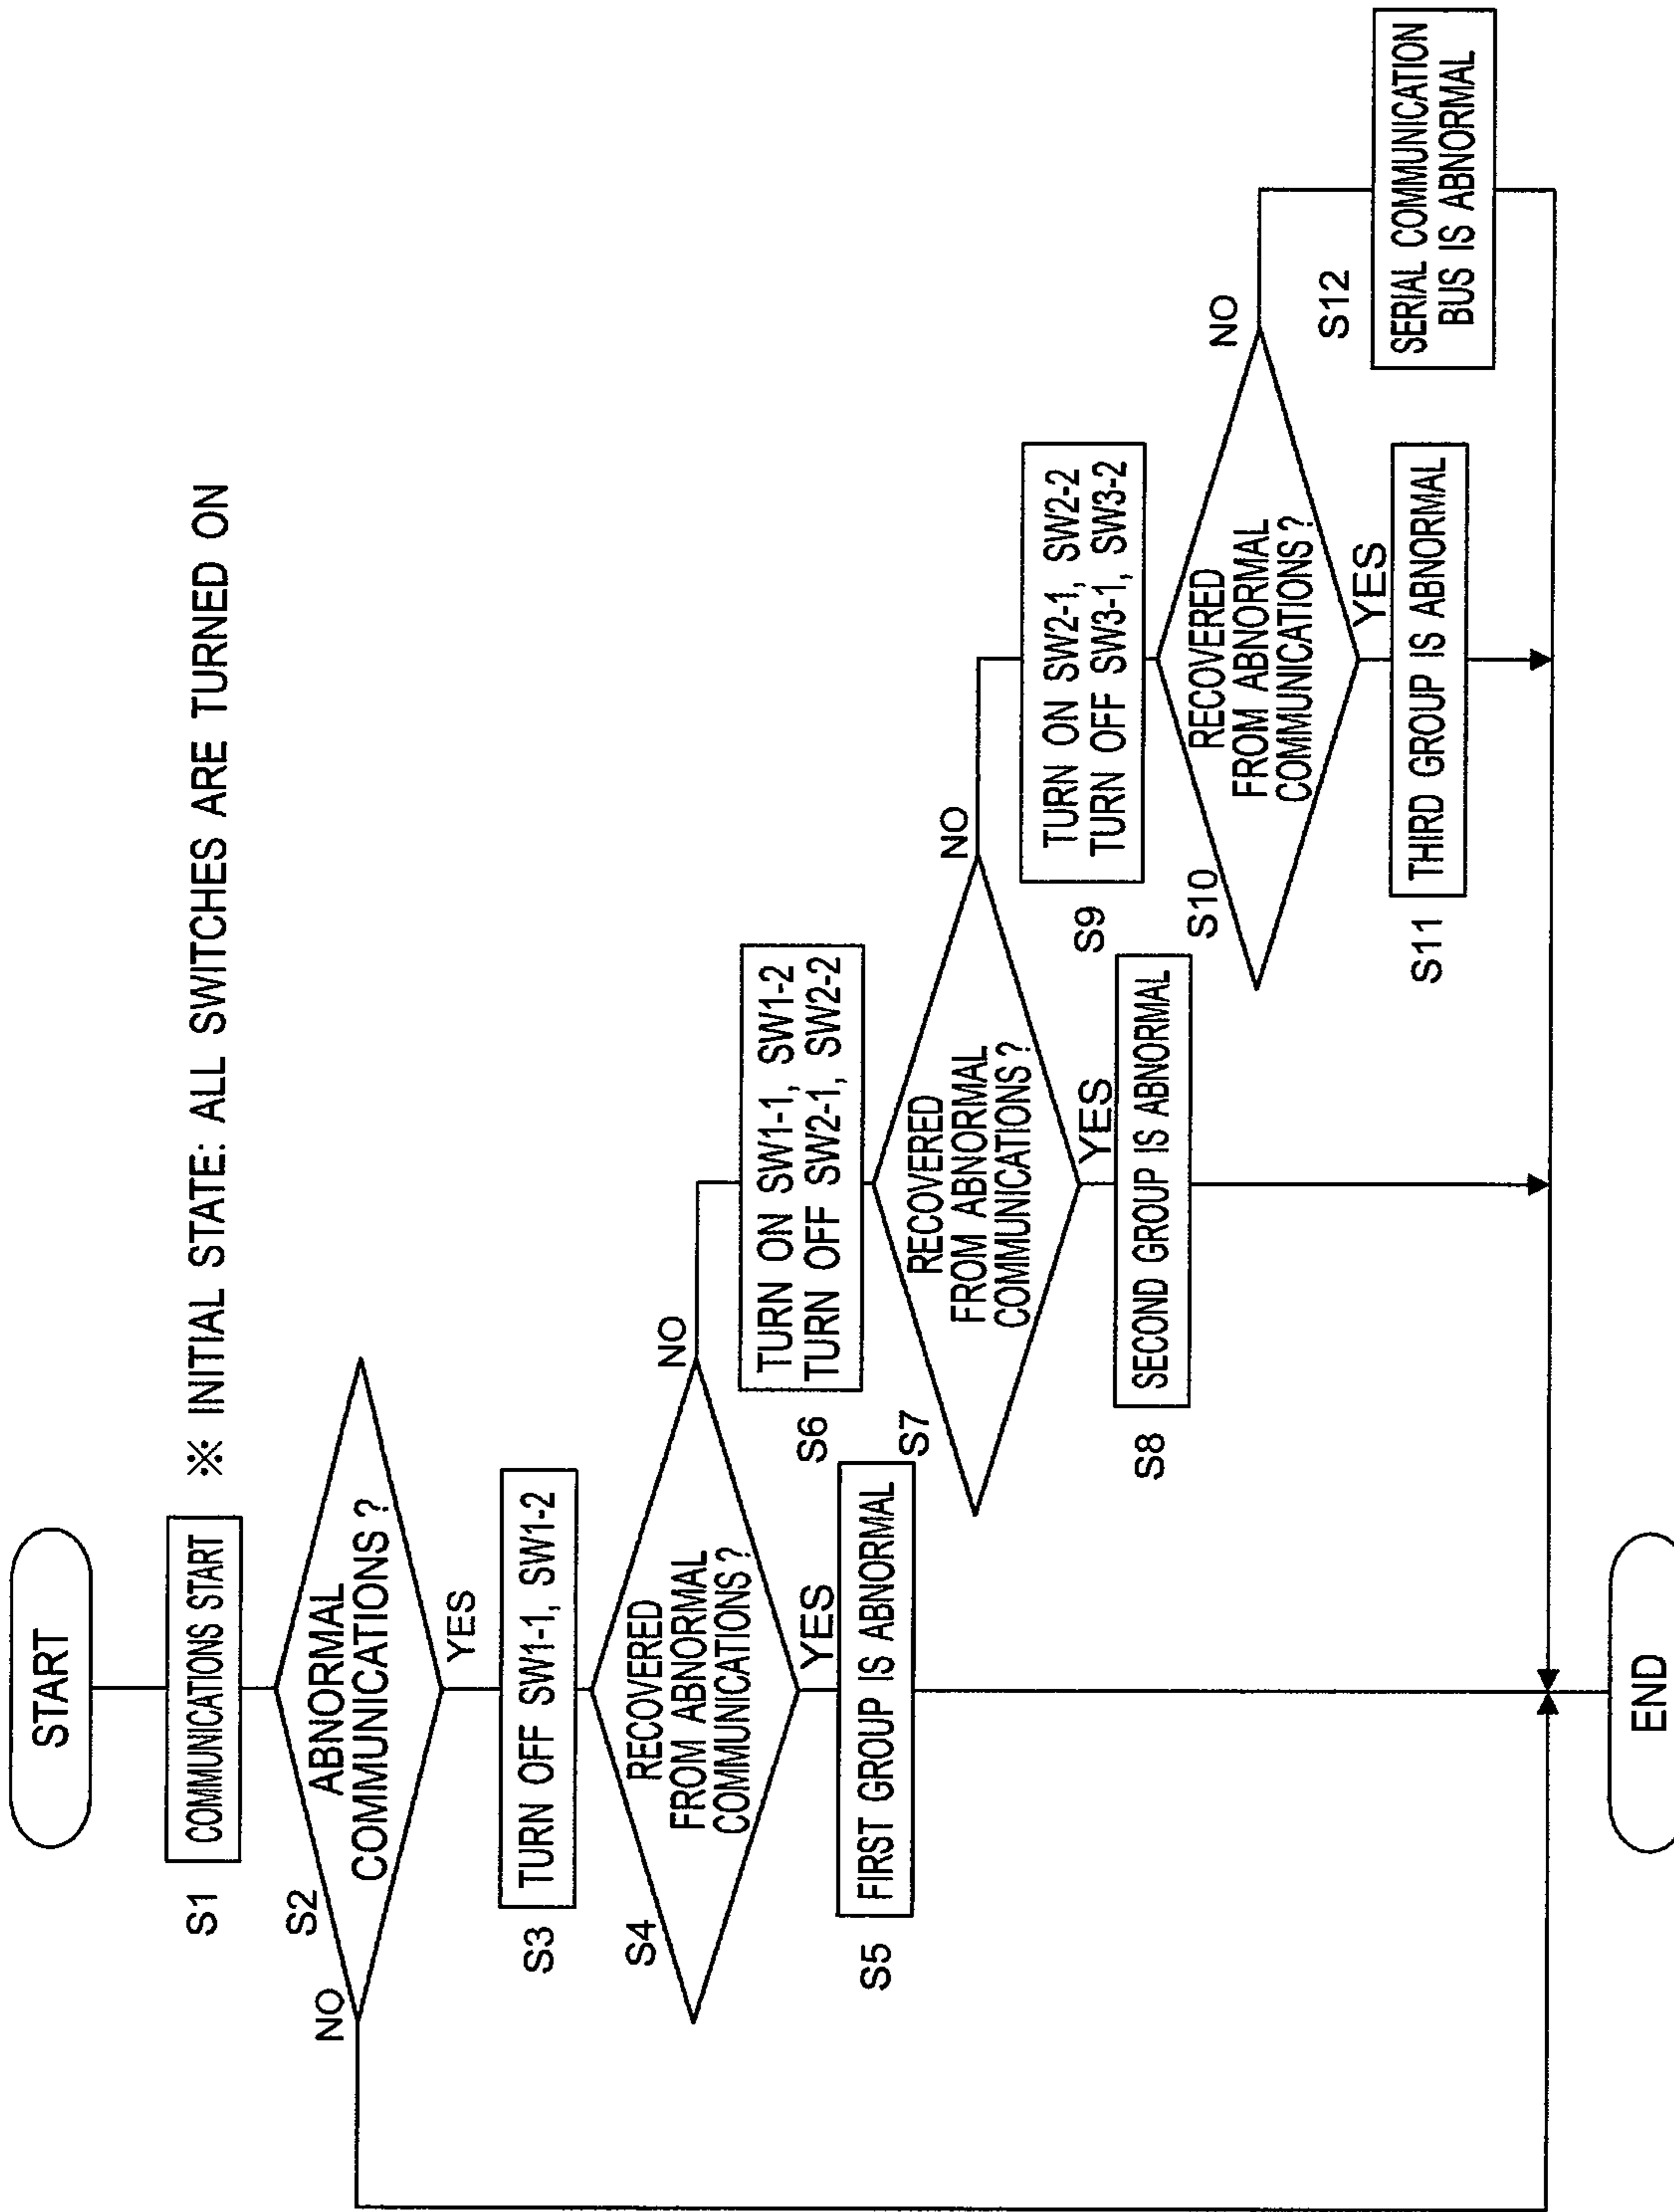 START
S1
COMMUNICATIONS START
※ INITIAL STATE: ALL SWITCHES ARE TURNED ON
S2
ABNORMAL
COMMUNICATIONS ?
NO
YES
S3
TURN OFF SW1-1, SW1-2
S4
RECOVERED
FROM ABNORMAL
COMMUNICATIONS ?
NO
YES
S5
FIRST GROUP IS ABNORMAL
S6
TURN ON SW1-1, SW1-2
TURN OFF SW2-1, SW2-2
S7
RECOVERED
FROM ABNORMAL
COMMUNICATIONS ?
NO
YES
S8
SECOND GROUP IS ABNORMAL
S9
TURN ON SW2-1, SW2-2
TURN OFF SW3-1, SW3-2
S10
RECOVERED
FROM ABNORMAL
COMMUNICATIONS ?
NO
YES
S11
THIRD GROUP IS ABNORMAL
S12
SERIAL COMMUNICATION
BUS IS ABNORMAL
END